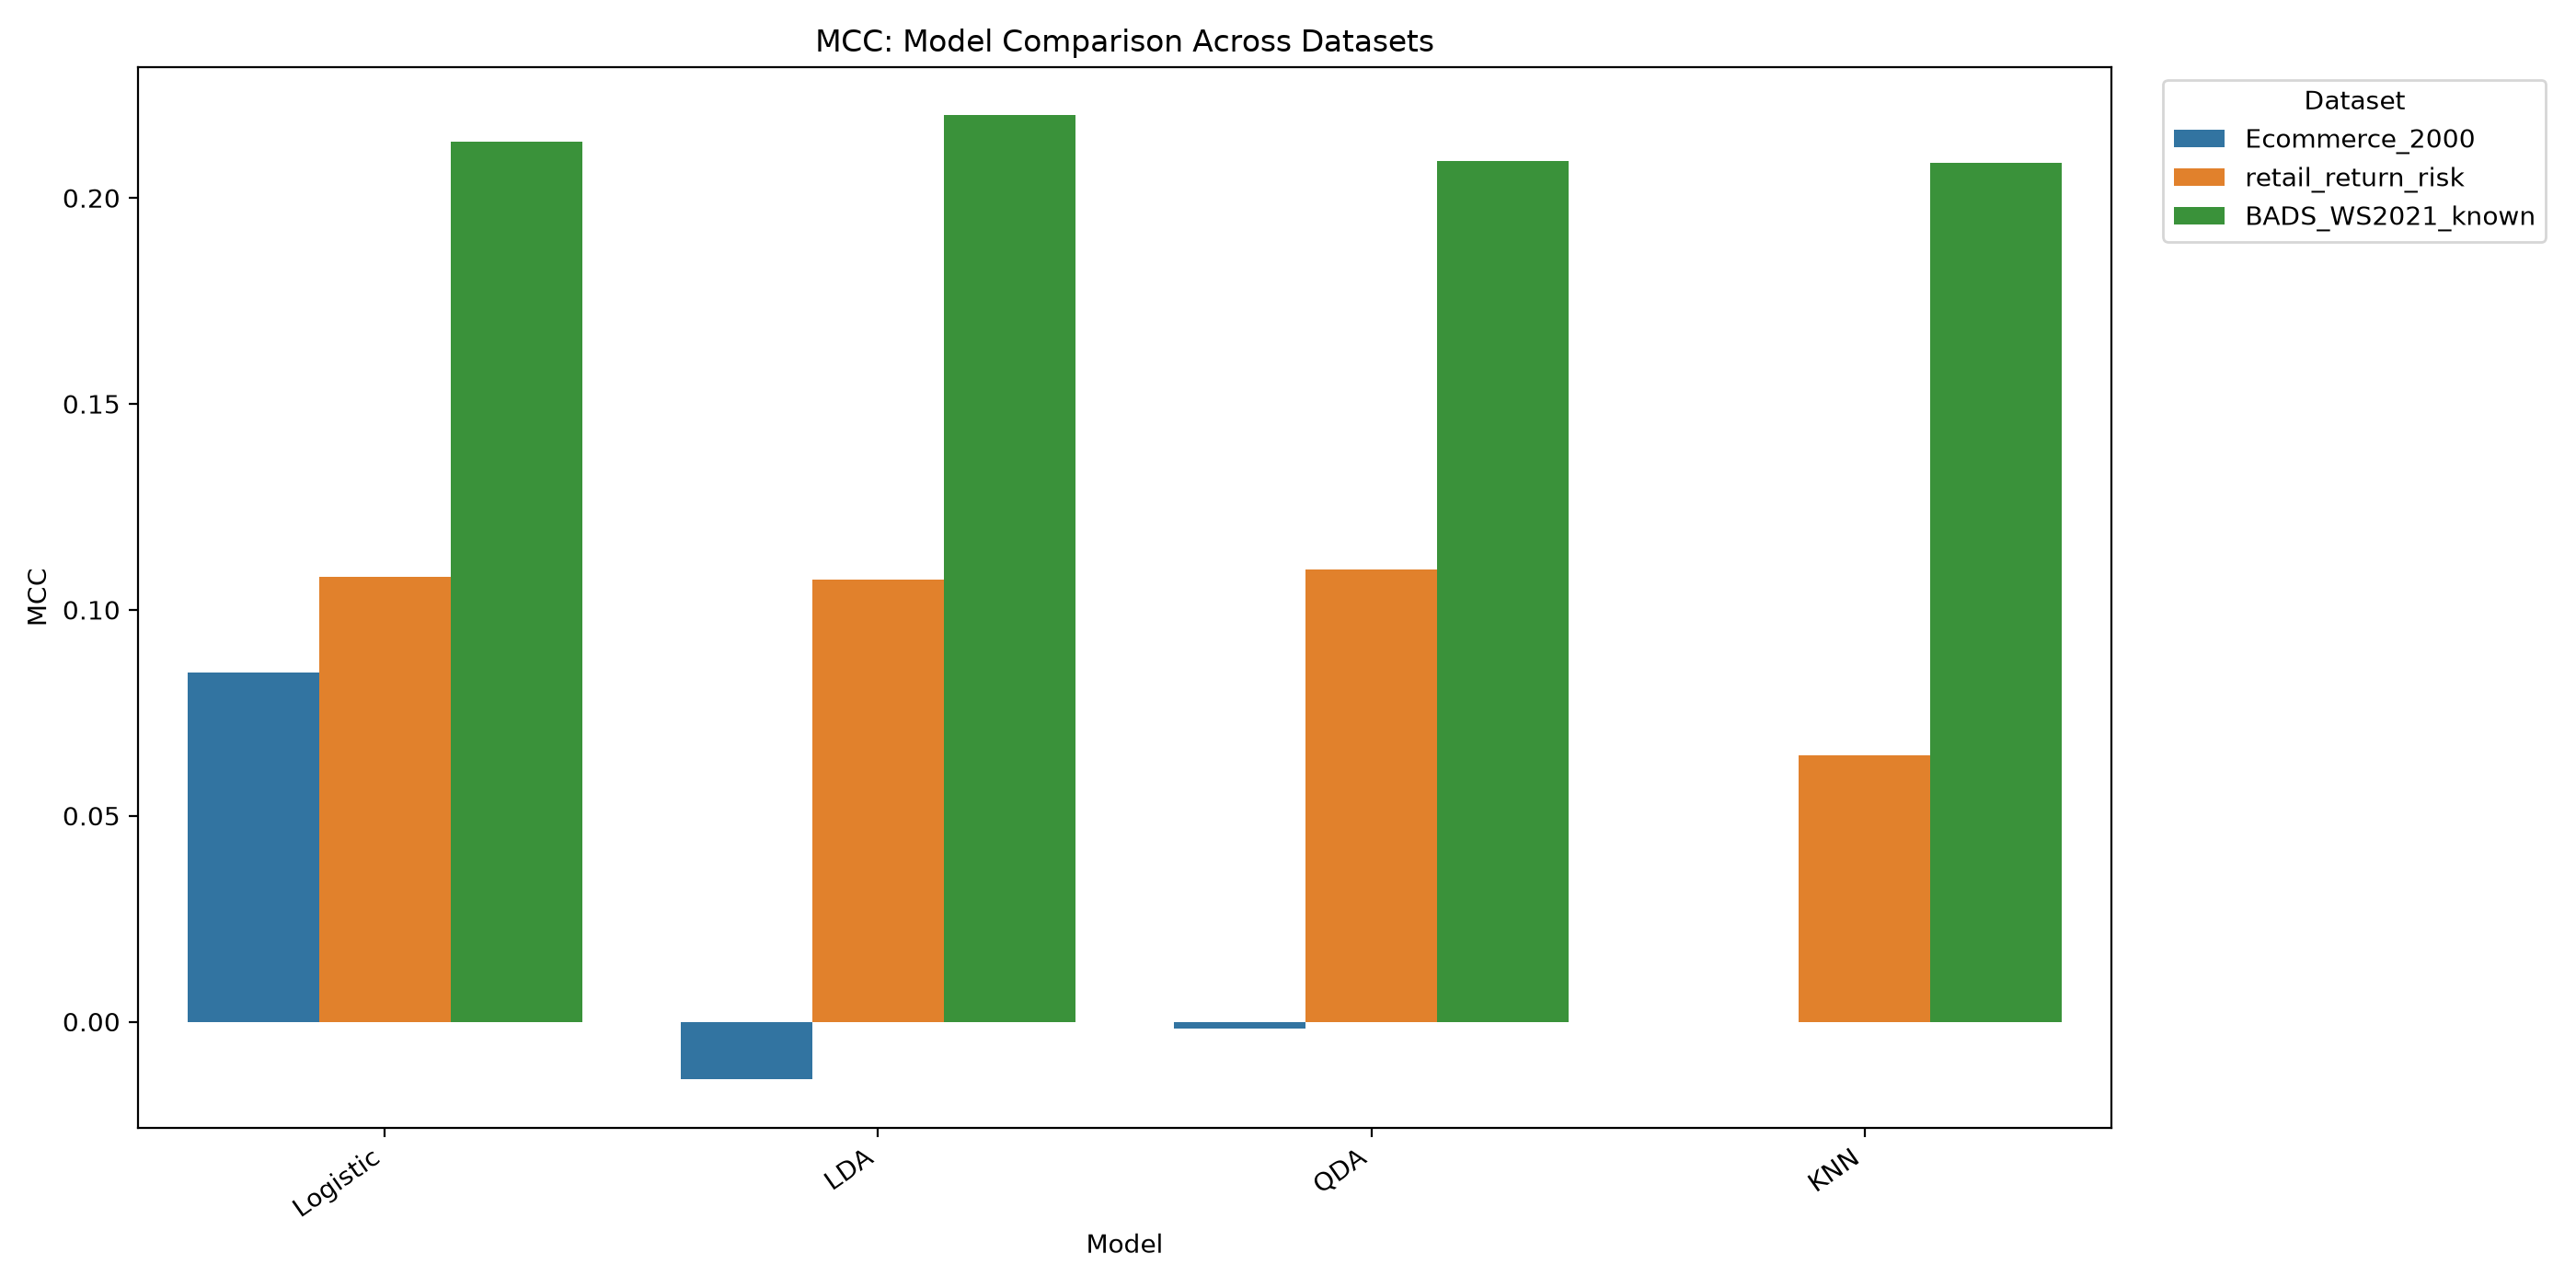 MCC: Model Comparison Across Datasets
Dataset
Ecommerce_2000
retail_return_risk
BADS_WS2021_known
MCC
0.20
0.15
0.10
0.05
0.00
Logistic
LDA
QDA
KNN
Model